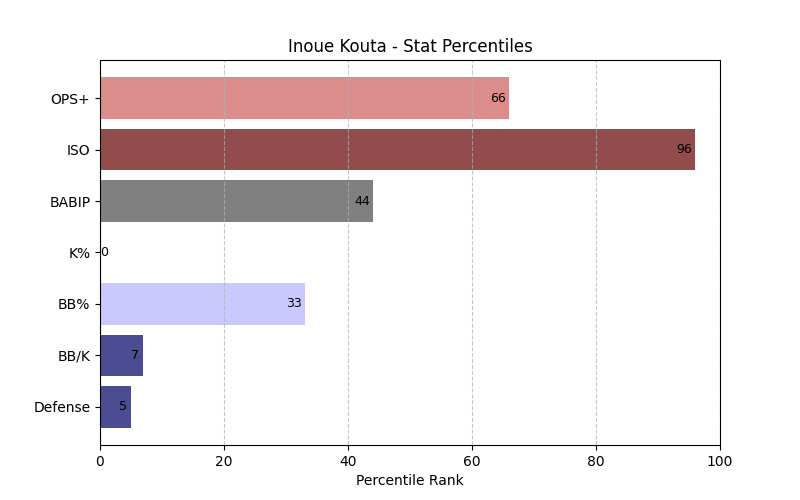 Inoue Kouta - Stat Percentiles
OPS+ 66
ISO 96
BABIP 44
K% 0
BB% 33
BB/K 7
Defense 5
0 20 40 60 80 100
Percentile Rank